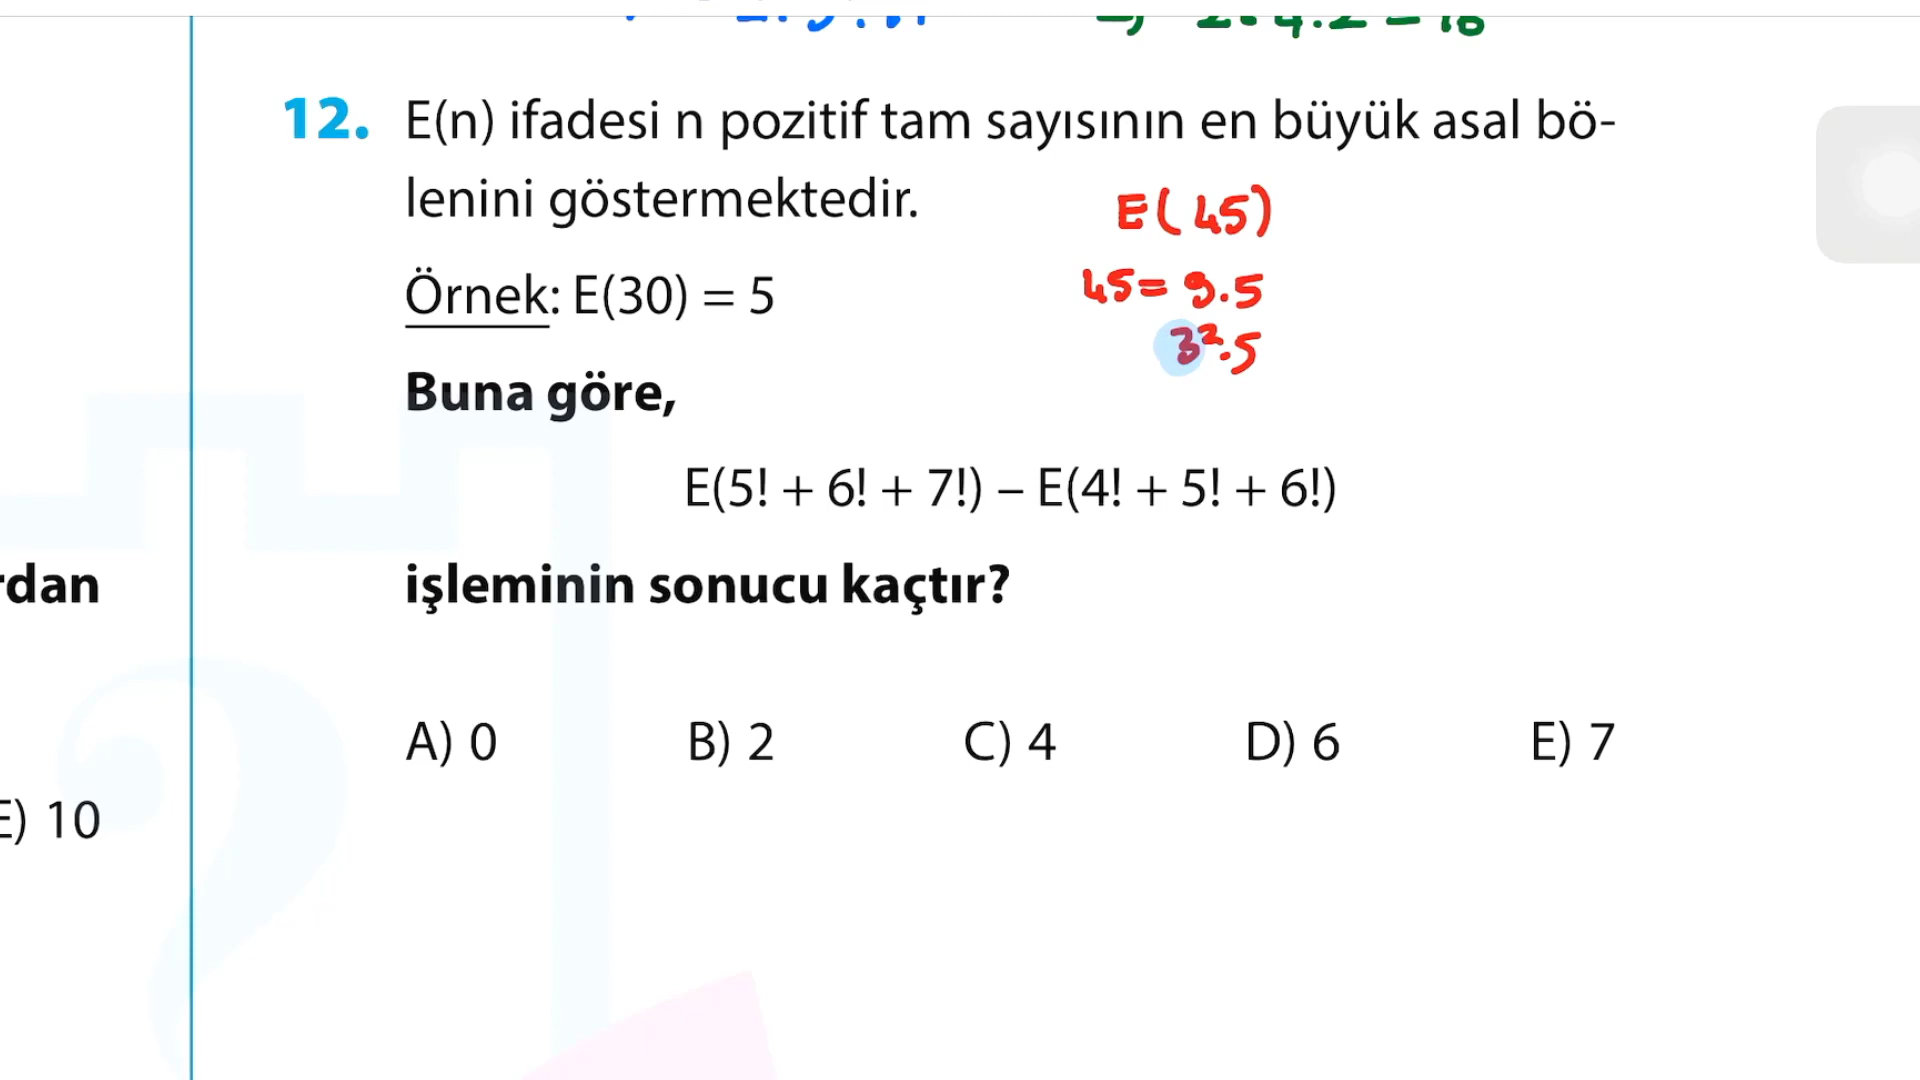 12. E(n) ifadesi n pozitif tam sayısının en büyük asal bö-
lenini göstermektedir.
E(45)
Örnek: E(30) = 5
45 = 9.5
3².5
Buna göre,
E(5! + 6! + 7!) – E(4! + 5! + 6!)
rdan
işleminin sonucu kaçtır?
A) 0 B) 2 C) 4 D) 6 E) 7
E) 10